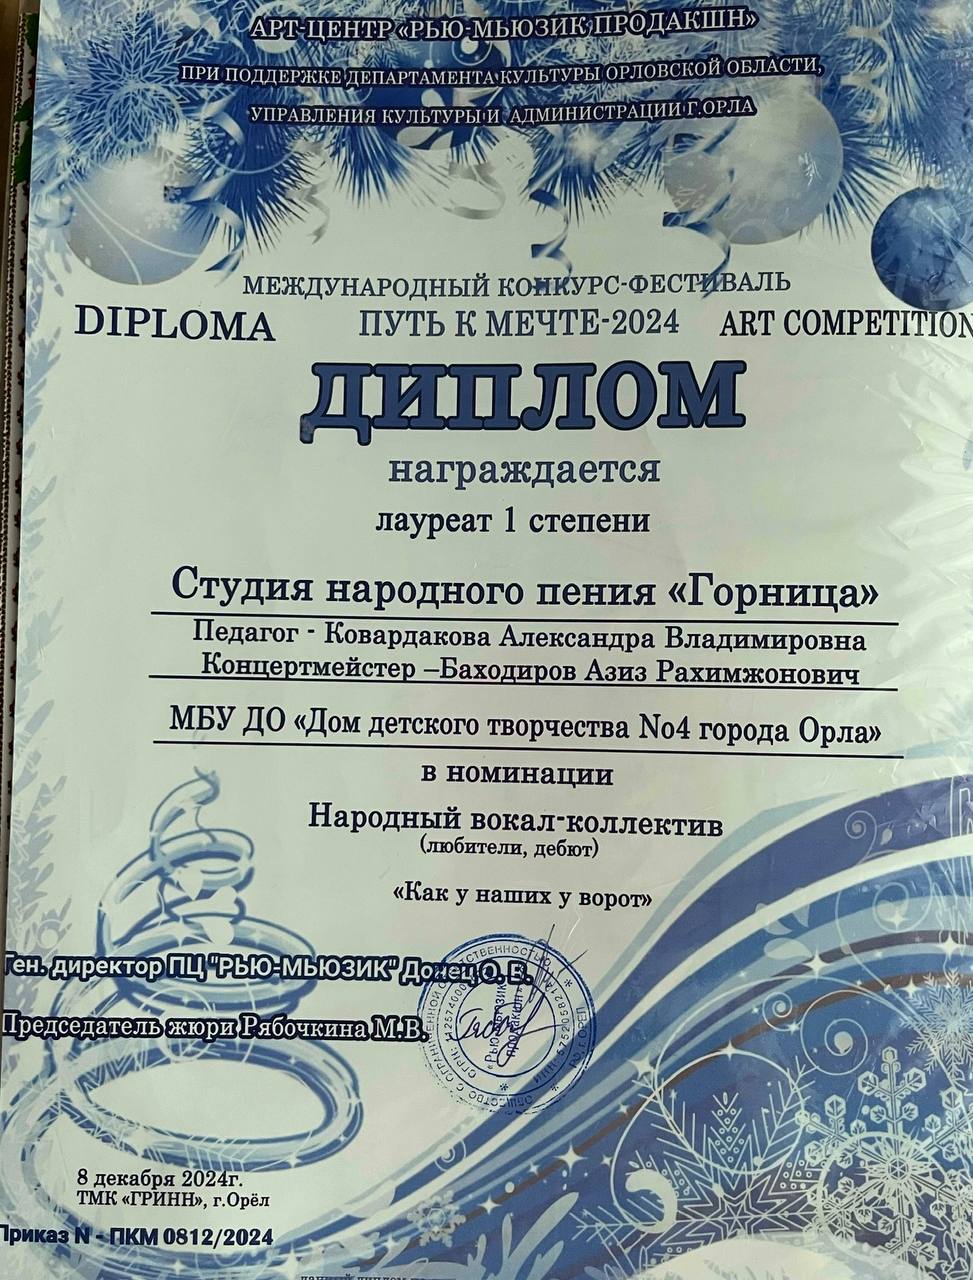 АРТ-ЦЕНТР «РЬЮ-МЬЮЗИК ПРОДАКШН»
ПРИ ПОДДЕРЖКЕ ДЕПАРТАМЕНТА КУЛЬТУРЫ ОРЛОВСКОЙ ОБЛАСТИ,
УПРАВЛЕНИЯ КУЛЬТУРЫ И АДМИНИСТРАЦИИ Г.ОРЛА
МЕЖДУНАРОДНЫЙ КОНКУРС-ФЕСТИВАЛЬ
DIPLOMA ПУТЬ К МЕЧТЕ-2024 ART COMPETITION
ДИПЛОМ
награждается
лауреат 1 степени
Студия народного пения «Горница»
Педагог - Ковардакова Александра Владимировна
Концертмейстер –Баходиров Азиз Рахимжонович
МБУ ДО «Дом детского творчества No4 города Орла»
в номинации
Народный вокал-коллектив
(любители, дебют)
«Как у наших у ворот»
Ген. директор ПЦ "РЬЮ-МЬЮЗИК" Донец О.В.
Председатель жюри Рябочкина М.В.
«Рью-мьюзик
продакшн»
8 декабря 2024г.
ТМК «ГРИНН», г.Орёл
Приказ N - ПКМ 0812/2024